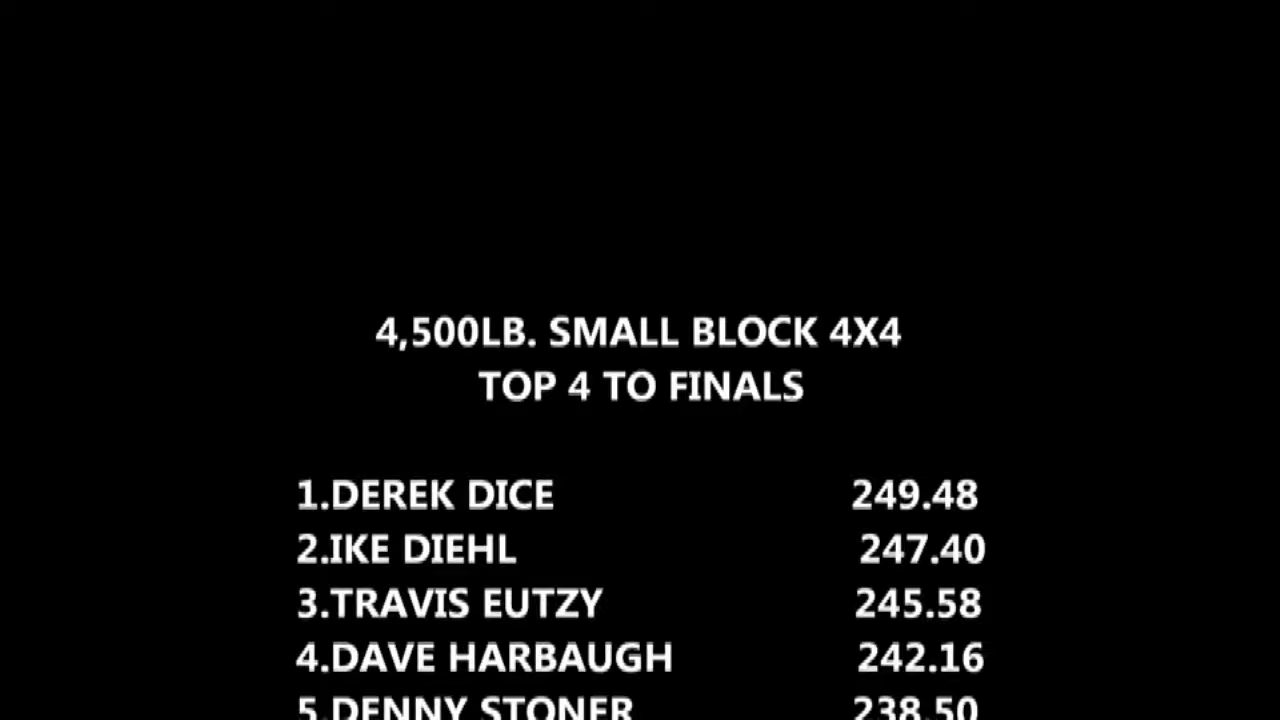 4,500LB. SMALL BLOCK 4X4
TOP 4 TO FINALS
1.DEREK DICE 249.48
2.IKE DIEHL 247.40
3.TRAVIS EUTZY 245.58
4.DAVE HARBAUGH 242.16
5.DENNY STONER 238.50